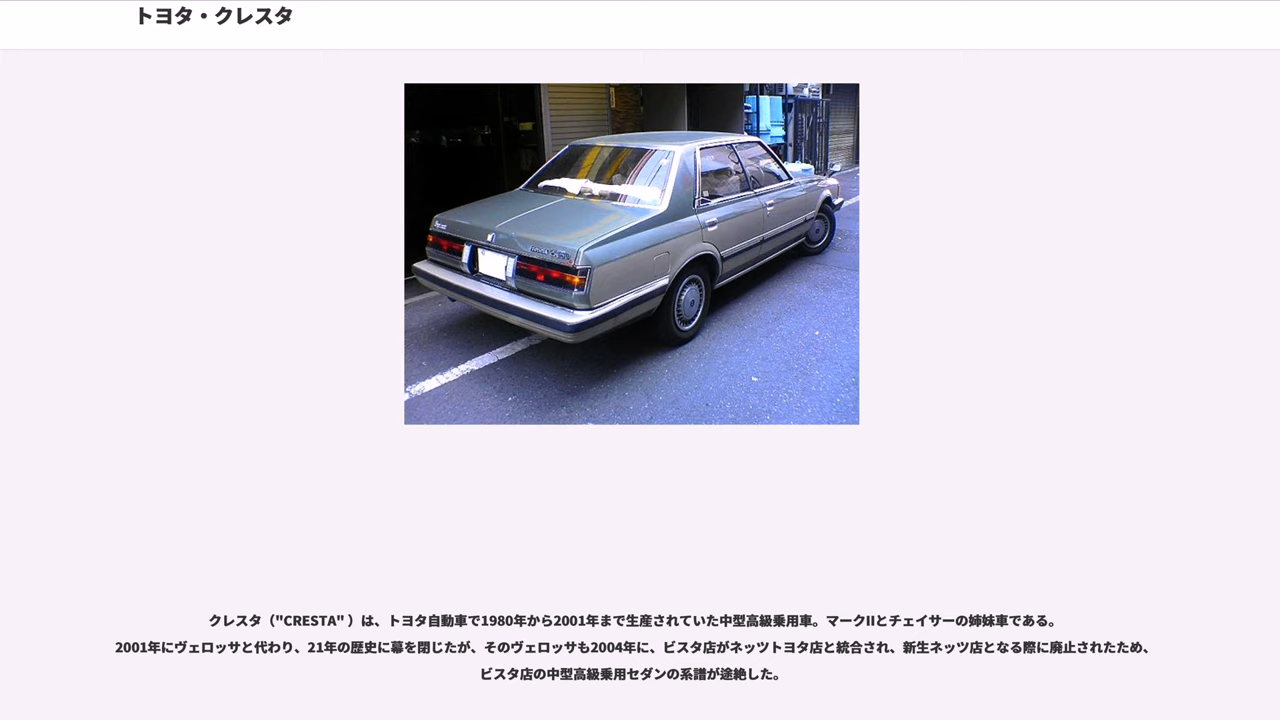 トヨタ・クレスタ
クレスタ（"CRESTA" ）は、トヨタ自動車で1980年から2001年まで生産されていた中型高級乗用車。マークIIとチェイサーの姉妹車である。
2001年にヴェロッサと代わり、21年の歴史に幕を閉じたが、そのヴェロッサも2004年に、ビスタ店がネッツトヨタ店と統合され、新生ネッツ店となる際に廃止されたため、
ビスタ店の中型高級乗用セダンの系譜が途絶した。